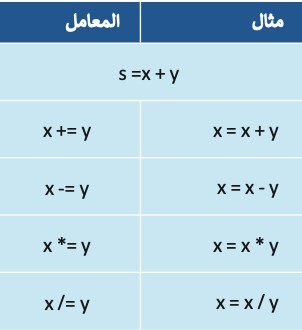 مثال المعامل
s =x + y
x = x + y x += y
x = x - y x -= y
x = x * y x *= y
x = x / y x /= y